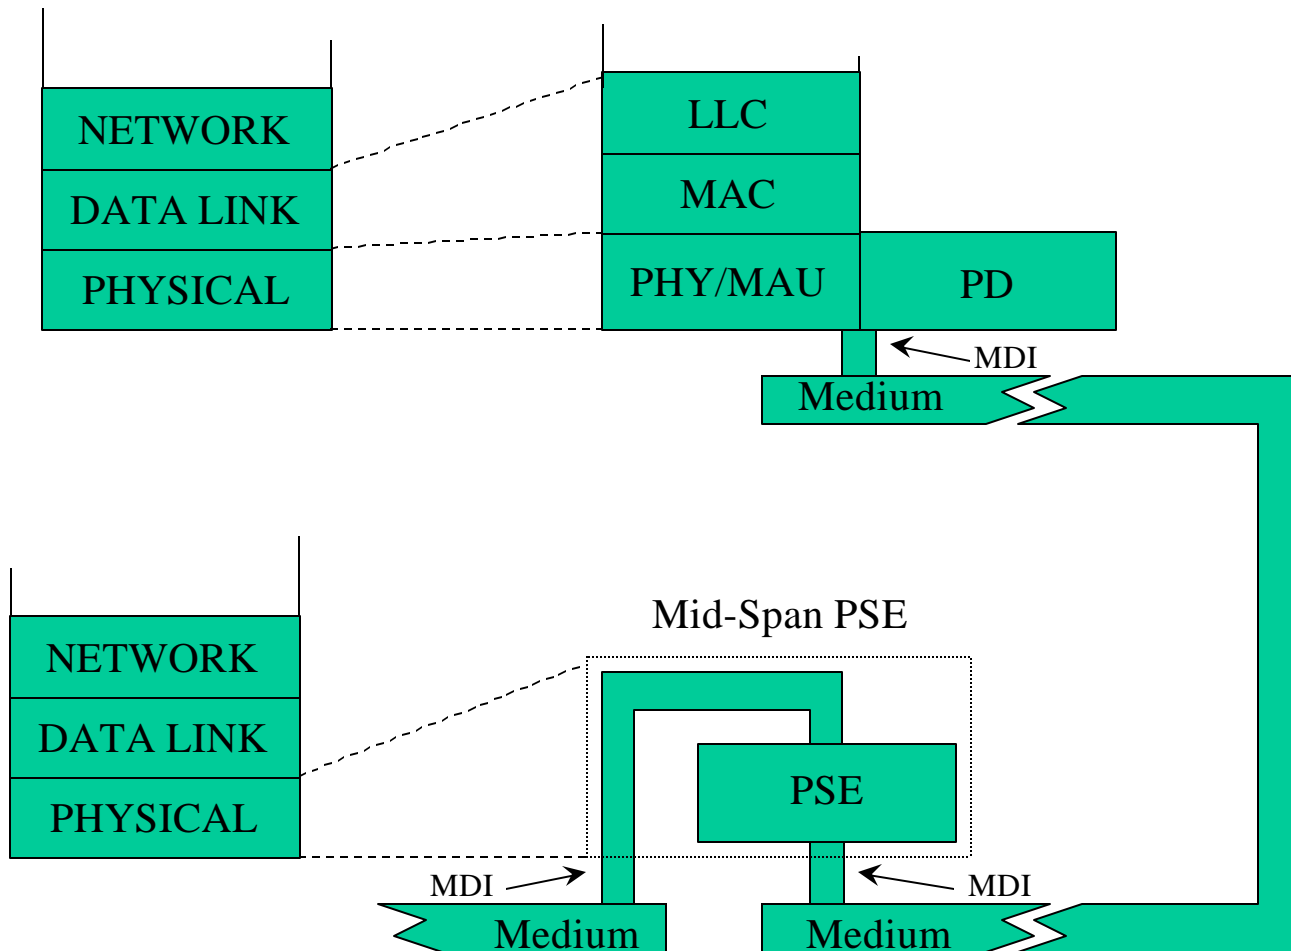 NETWORK
DATA LINK
PHYSICAL
LLC
MAC
PHY/MAU
PD
MDI
Medium
Mid-Span PSE
NETWORK
DATA LINK
PHYSICAL
PSE
MDI
MDI
Medium
Medium